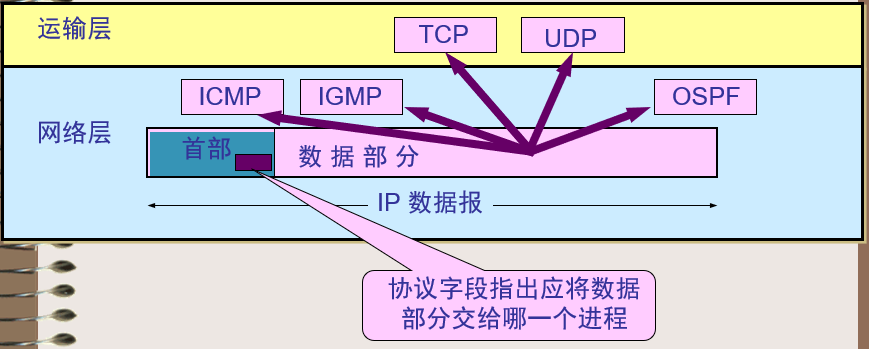 运输层
TCP
UDP
ICMP
IGMP
OSPF
网络层
首部
数 据 部 分
IP 数据报
协议字段指出应将数据
部分交给哪一个进程